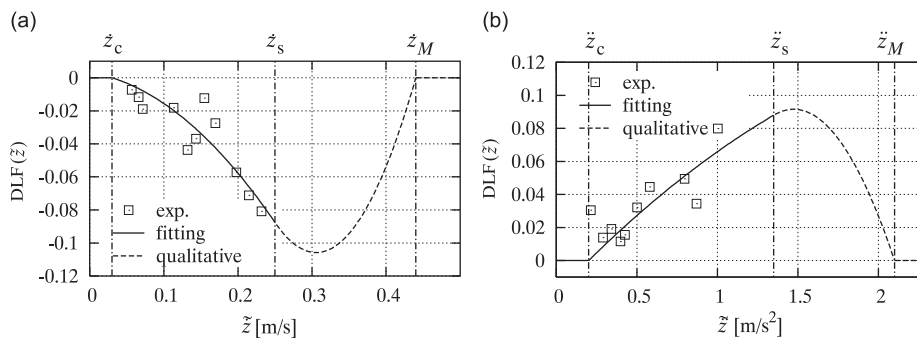 (a)
ż_c ż_s ż_M
0
-0.02
-0.04
-0.06
-0.08
-0.1
-0.12
DLF(z̃)
exp.
fitting
qualitative
0 0.1 0.2 0.3 0.4
z̃ [m/s]
(b)
z̈_c z̈_s z̈_M
0.12
0.1
0.08
0.06
0.04
0.02
0
DLF(z̃)
exp.
fitting
qualitative
0 0.5 1 1.5 2
z̃ [m/s²]